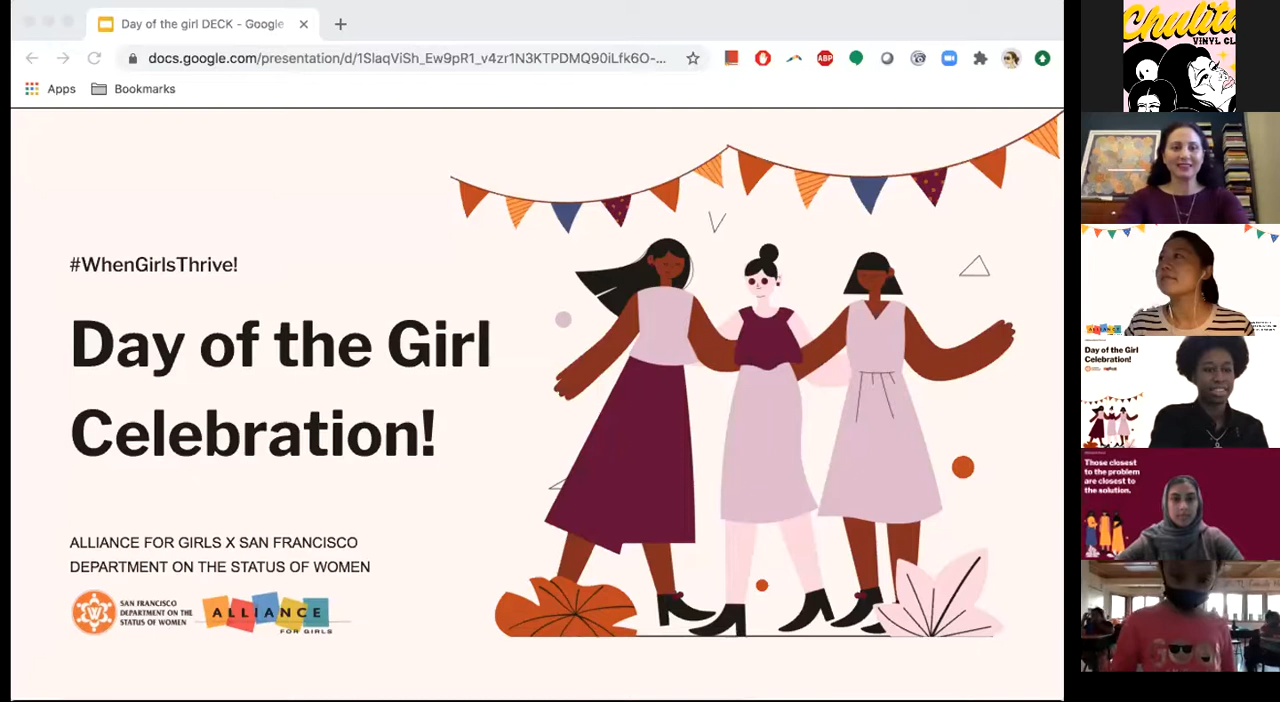 Day of the girl DECK - Google
docs.google.com/presentation/d/1SlaqViSh_Ew9pRi_v4zr1N3KTPDMQ90iLfk6O-...
ABP
Apps
Bookmarks
#WhenGirlsThrive!
Day of the Girl
Celebration!
ALLIANCE FOR GIRLS X SAN FRANCISCO
DEPARTMENT ON THE STATUS OF WOMEN
SAN FRANCISCO
DEPARTMENT ON THE
STATUS OF WOMEN
ALLIANCE
FOR GIRLS
Chulita
VINYL CL
ALLIANCE
Day of the Girl
Celebration!
Those closest
to the problem
are closest to
the solution.